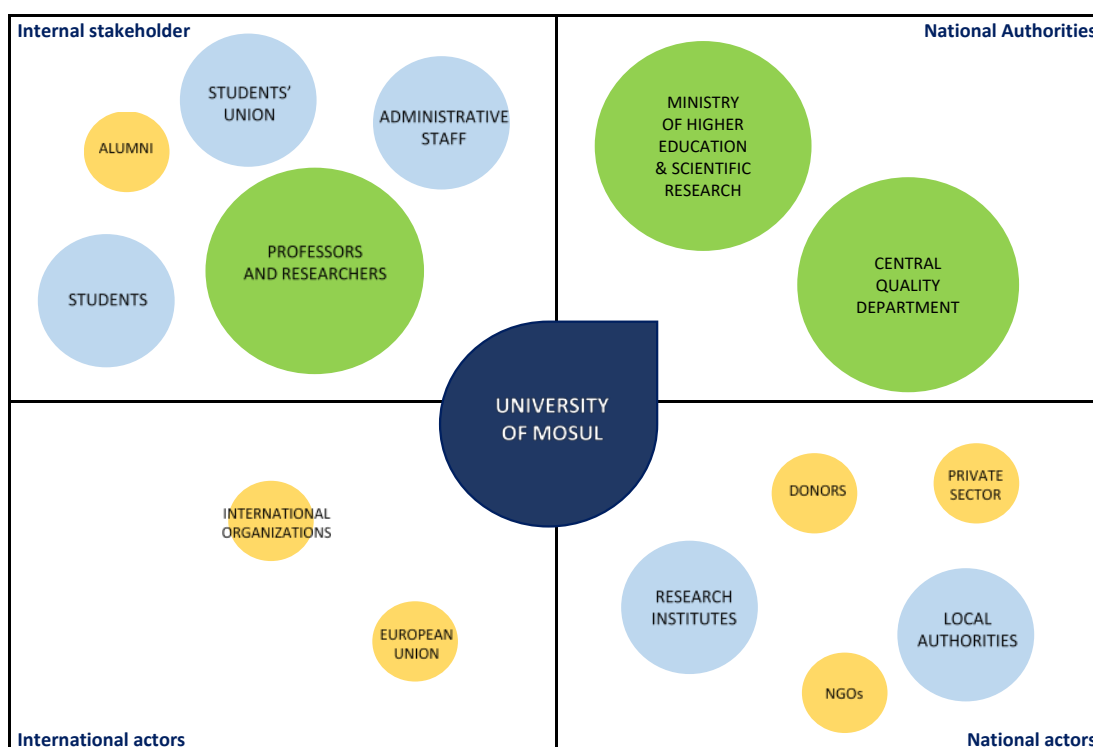 Internal stakeholder
STUDENTS'
UNION
ADMINISTRATIVE
STAFF
ALUMNI
PROFESSORS
AND RESEARCHERS
STUDENTS
National Authorities
MINISTRY
OF HIGHER
EDUCATION
& SCIENTIFIC
RESEARCH
CENTRAL
QUALITY
DEPARTMENT
UNIVERSITY
OF MOSUL
INTERNATIONAL
ORGANIZATIONS
EUROPEAN
UNION
International actors
DONORS
PRIVATE
SECTOR
RESEARCH
INSTITUTES
LOCAL
AUTHORITIES
NGOs
National actors